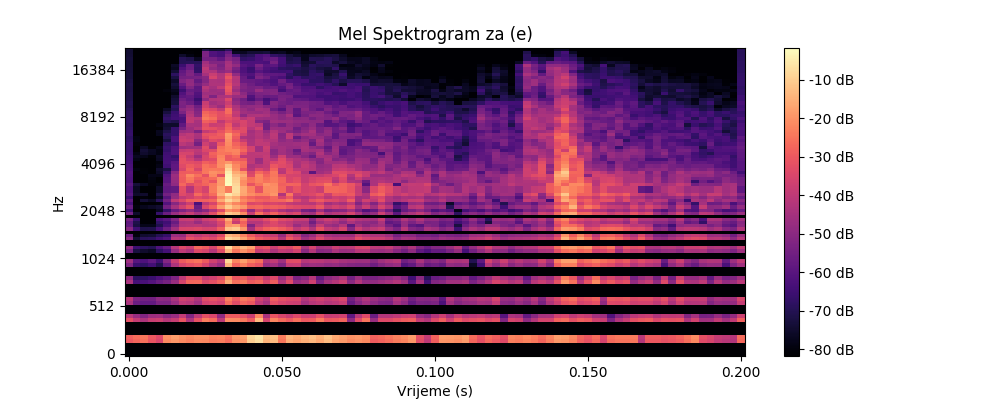 Mel Spektrogram za (e)
16384
8192
4096
2048
1024
512
0
Hz
0.000
0.050
0.100
0.150
0.200
Vrijeme (s)
-10 dB
-20 dB
-30 dB
-40 dB
-50 dB
-60 dB
-70 dB
-80 dB